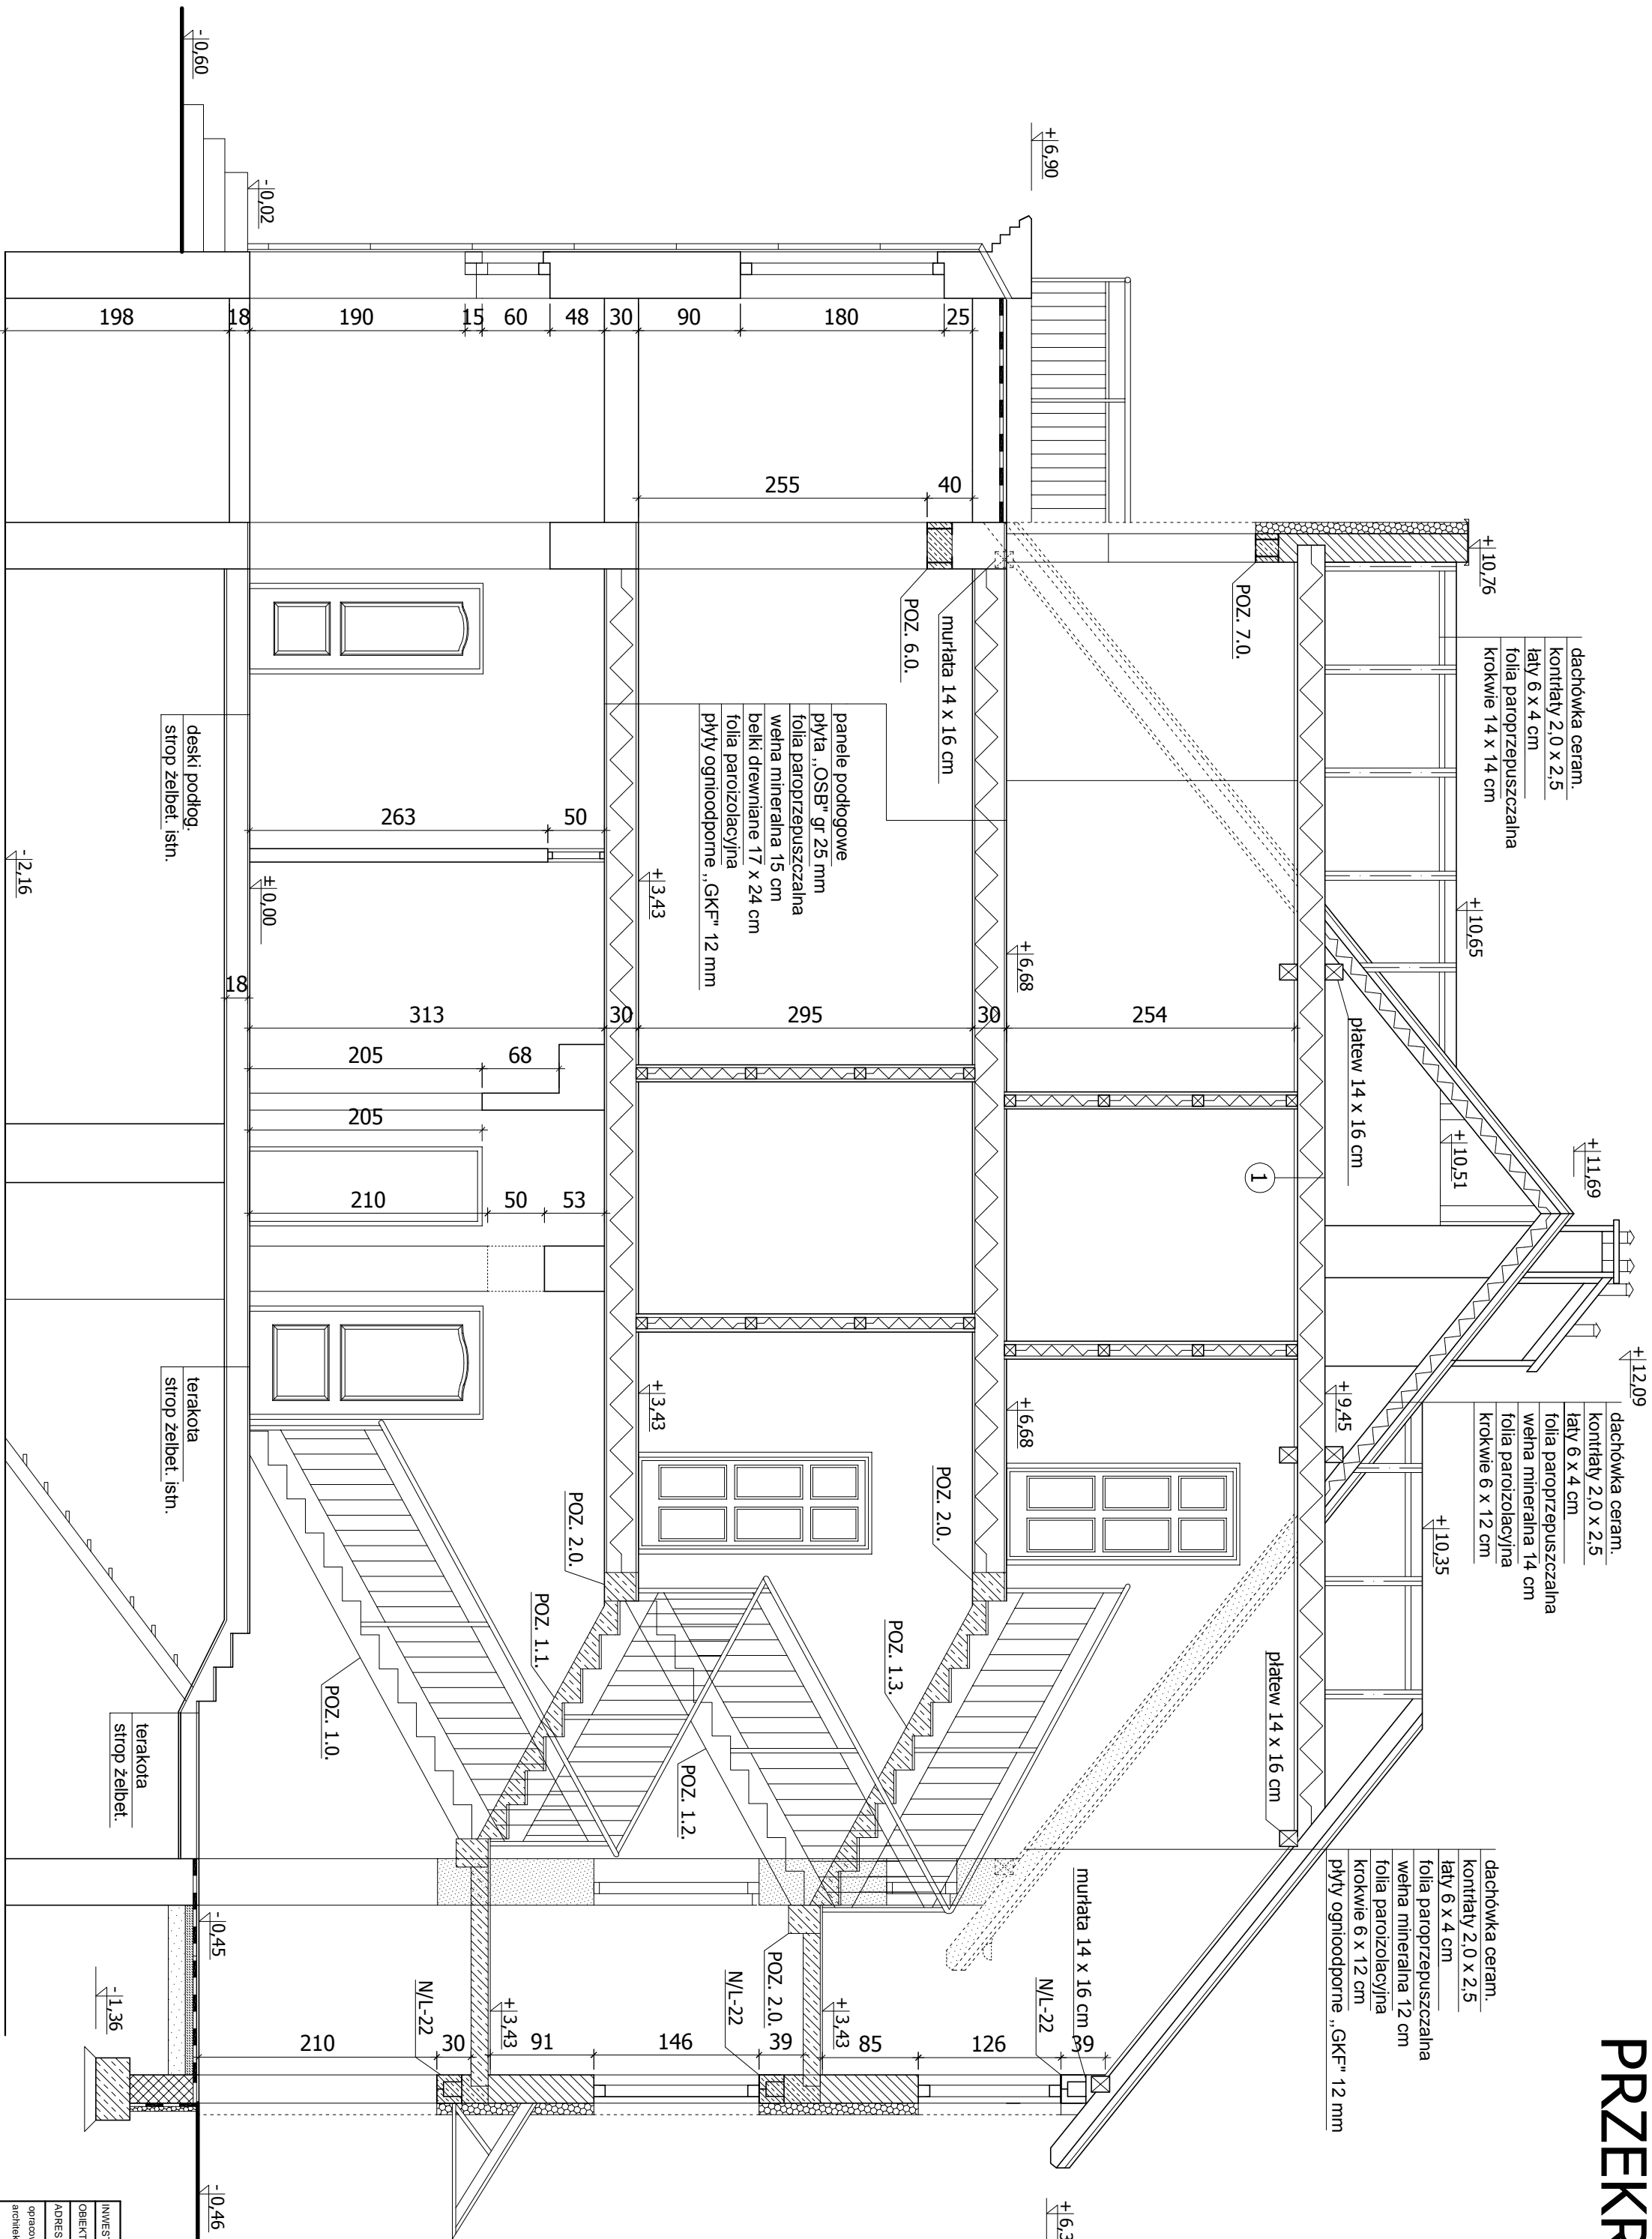 PRZEKR
+12,09
+11,69
+10,76
+10,65
+10,51
+10,35
+9,45
dachówka ceram.
kontrłaty 2,0 x 2,5
łaty 6 x 4 cm
folia paroprzepuszczalna
krokwie 14 x 14 cm
dachówka ceram.
kontrłaty 2,0 x 2,5
łaty 6 x 4 cm
folia paroprzepuszczalna
wełna mineralna 14 cm
folia paroizolacyjna
krokwie 6 x 12 cm
dachówka ceram.
kontrłaty 2,0 x 2,5
łaty 6 x 4 cm
folia paroprzepuszczalna
wełna mineralna 12 cm
folia paroizolacyjna
krokwie 6 x 12 cm
płyty ognioodporne ,,GKF" 12 mm
płatew 14 x 16 cm
1
płatew 14 x 16 cm
POZ. 7.0.
+6,90
murłata 14 x 16 cm
POZ. 6.0.
+6,68
254
+6,68
POZ. 2.0.
POZ. 1.3.
murłata 14 x 16 cm
N/L-22
39
126
85
25
180
90
40
255
panele podłogowe
płyta ,,OSB" gr 25 mm
folia paroprzepuszczalna
wełna mineralna 15 cm
belki drewniane 17 x 24 cm
folia paroizolacyjna
płyty ognioodporne ,,GKF" 12 mm
30
295
30
+3,43
+3,43
+3,43
39
POZ. 2.0.
N/L-22
146
91
POZ. 1.2.
POZ. 2.0.
POZ. 1.1.
POZ. 1.0.
+3,43
30
N/L-22
210
30
48
60
15
190
18
198
50
263
313
68
205
205
53
50
210
18
±0,00
-0,02
-0,60
-0,45
-0,46
-1,36
-2,16
deski podłog.
strop żelbet. istn.
terakota
strop żelbet. istn.
terakota
strop żelbet.
+6,3
INWEST
OBIEKT
ADRES
opracow
architek